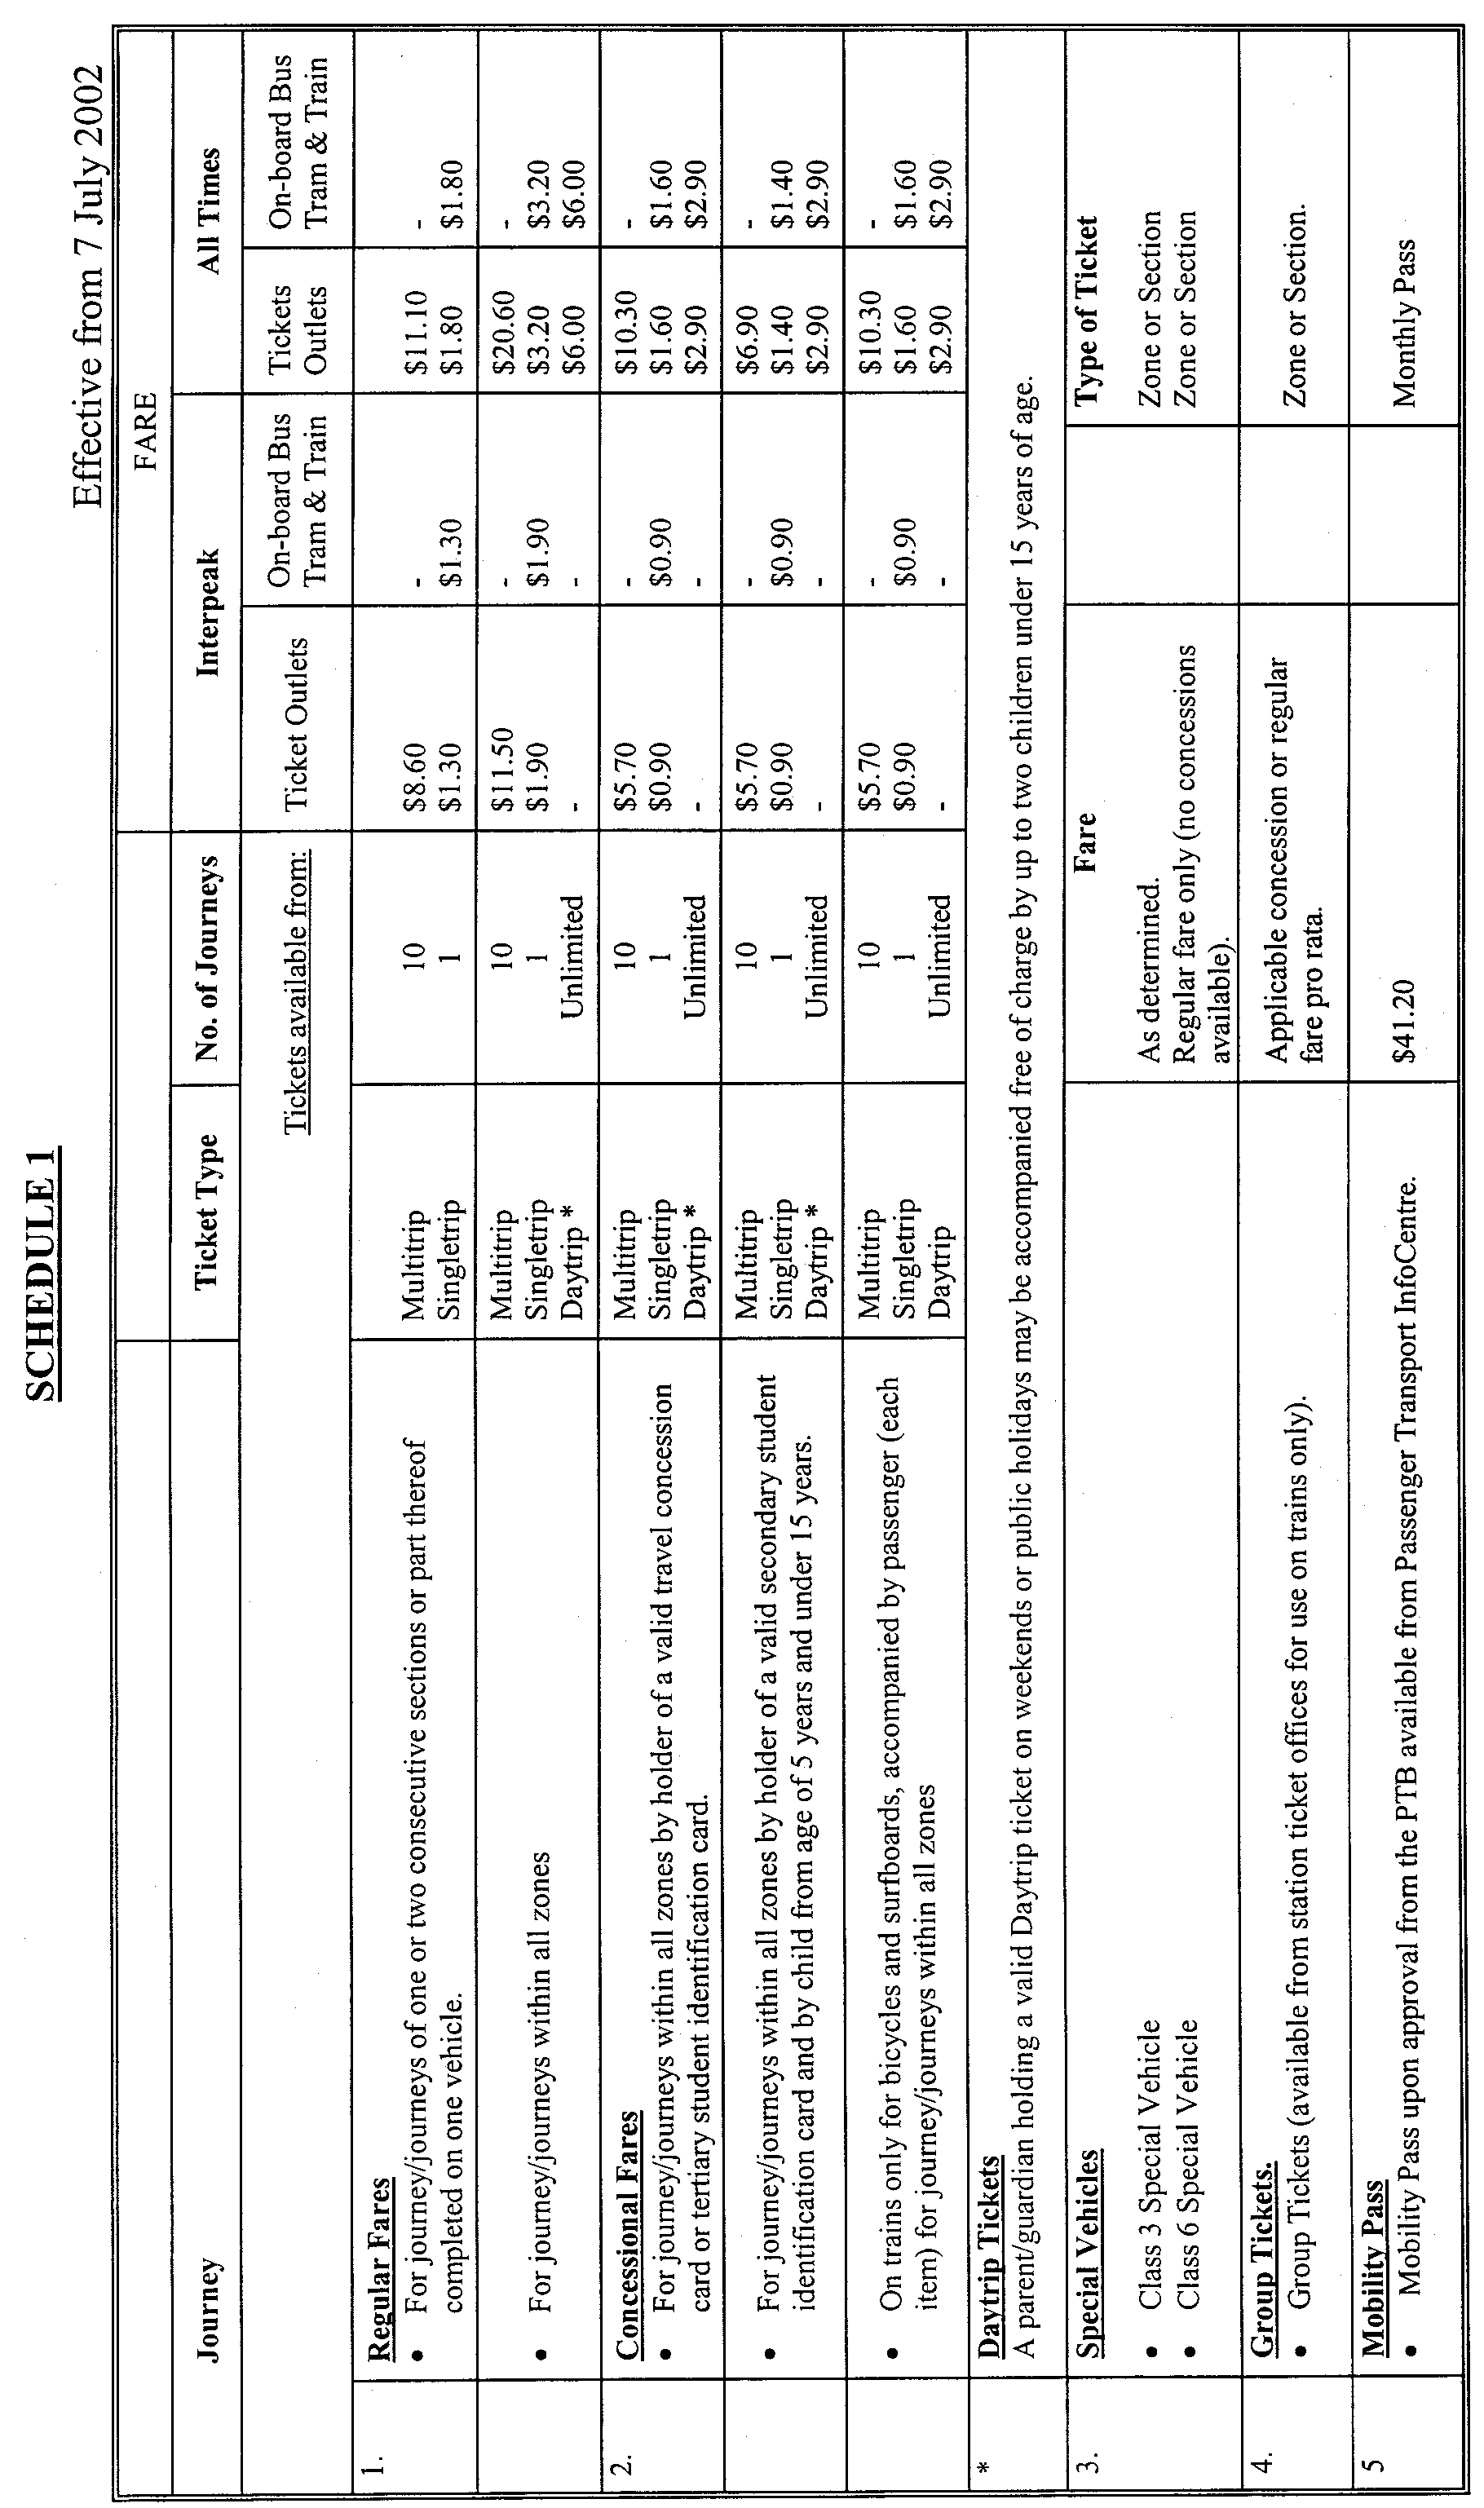 SCHEDULE 1
Effective from 7 July 2002
FARE
Journey Ticket Type No. of Journeys Interpeak All Times
Tickets available from: Ticket Outlets On-board Bus Tram & Train Tickets Outlets On-board Bus Tram & Train
1. Regular Fares
• For journey/journeys of one or two consecutive sections or part thereof Multitrip 10 $8.60 - $11.10 -
completed on one vehicle. Singletrip 1 $1.30 $1.30 $1.80 $1.80
Multitrip 10 $11.50 - $20.60 -
• For journey/journeys within all zones Singletrip 1 $1.90 $1.90 $3.20 $3.20
Daytrip * Unlimited - - $6.00 $6.00
2. Concessional Fares Multitrip 10 $5.70 - $10.30 -
• For journey/journeys within all zones by holder of a valid travel concession Singletrip 1 $0.90 $0.90 $1.60 $1.60
card or tertiary student identification card. Daytrip * Unlimited - - $2.90 $2.90
Multitrip 10 $5.70 - $6.90 -
• For journey/journeys within all zones by holder of a valid secondary student Singletrip 1 $0.90 $0.90 $1.40 $1.40
identification card and by child from age of 5 years and under 15 years. Daytrip * Unlimited - - $2.90 $2.90
Multitrip 10 $5.70 - $10.30 -
• On trains only for bicycles and surfboards, accompanied by passenger (each Singletrip 1 $0.90 $0.90 $1.60 $1.60
item) for journey/journeys within all zones Daytrip Unlimited - - $2.90 $2.90
* Daytrip Tickets
A parent/guardian holding a valid Daytrip ticket on weekends or public holidays may be accompanied free of charge by up to two children under 15 years of age.
3. Special Vehicles Fare Type of Ticket
• Class 3 Special Vehicle As determined. Zone or Section
• Class 6 Special Vehicle Regular fare only (no concessions Zone or Section
available).
4. Group Tickets. Applicable concession or regular
• Group Tickets (available from station ticket offices for use on trains only). fare pro rata. Zone or Section.
5 Mobility Pass
• Mobility Pass upon approval from the PTB available from Passenger Transport InfoCentre. $41.20 Monthly Pass